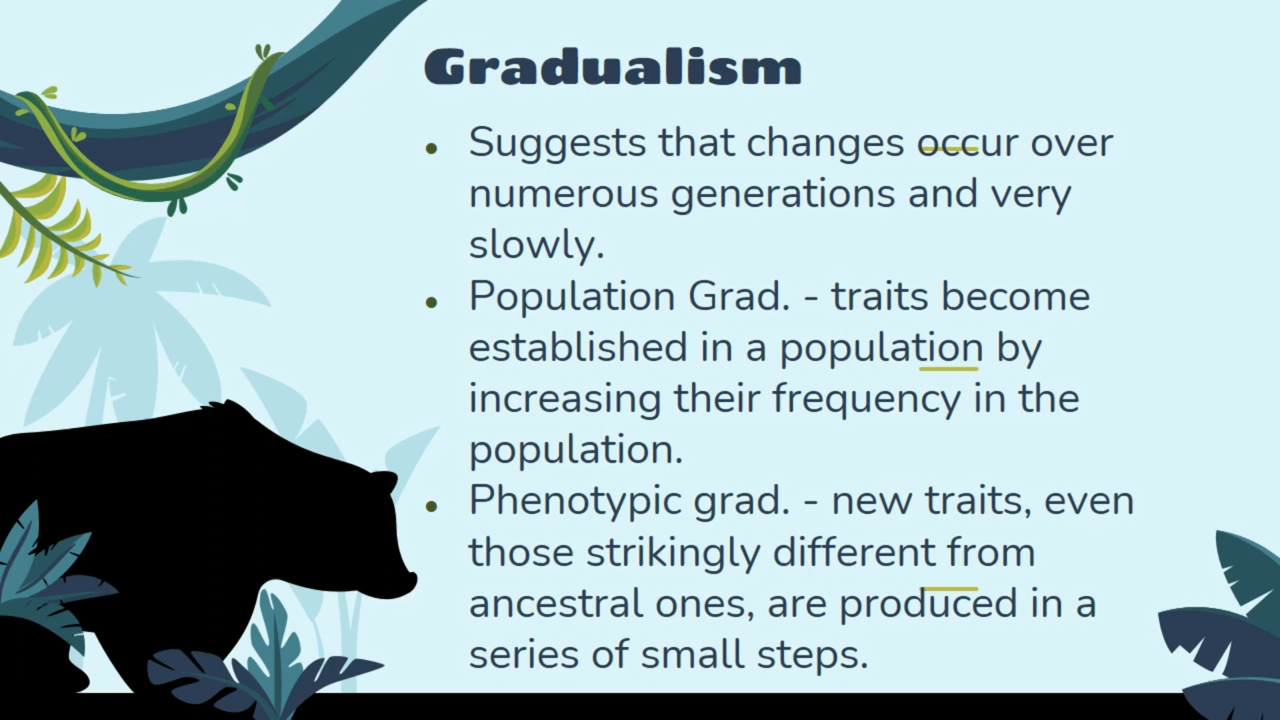 Gradualism
• Suggests that changes occur over
numerous generations and very
slowly.
• Population Grad. - traits become
established in a population by
increasing their frequency in the
population.
• Phenotypic grad. - new traits, even
those strikingly different from
ancestral ones, are produced in a
series of small steps.